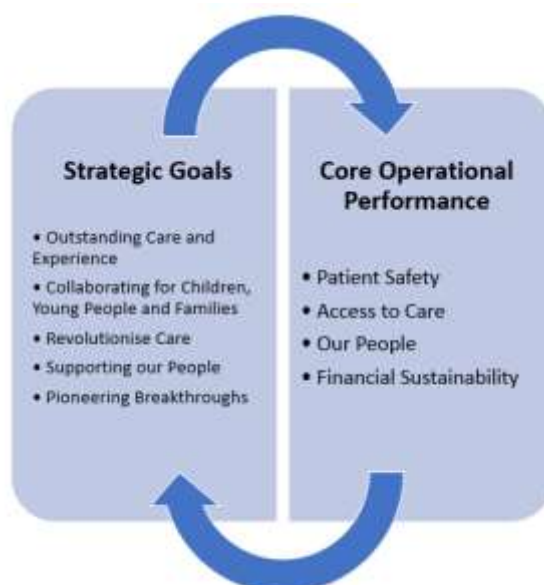 Strategic Goals
• Outstanding Care and
Experience
• Collaborating for Children,
Young People and Families
• Revolutionise Care
• Supporting our People
• Pioneering Breakthroughs
Core Operational
Performance
• Patient Safety
• Access to Care
• Our People
• Financial Sustainability